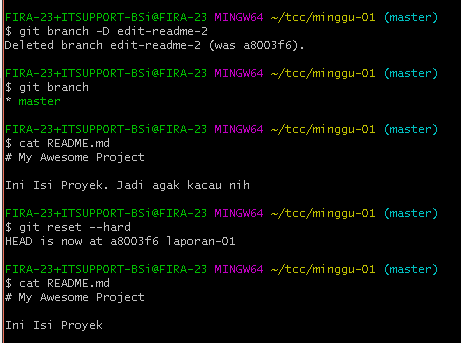 FIRA-23+ITSUPPORT-BSi@FIRA-23 MINGW64 ~/tcc/minggu-01 (master)
$ git branch -D edit-readme-2
Deleted branch edit-readme-2 (was a8003f6).
FIRA-23+ITSUPPORT-BSi@FIRA-23 MINGW64 ~/tcc/minggu-01 (master)
$ git branch
* master
FIRA-23+ITSUPPORT-BSi@FIRA-23 MINGW64 ~/tcc/minggu-01 (master)
$ cat README.md
# My Awesome Project
Ini Isi Proyek. Jadi agak kacau nih
FIRA-23+ITSUPPORT-BSi@FIRA-23 MINGW64 ~/tcc/minggu-01 (master)
$ git reset --hard
HEAD is now at a8003f6 laporan-01
FIRA-23+ITSUPPORT-BSi@FIRA-23 MINGW64 ~/tcc/minggu-01 (master)
$ cat README.md
# My Awesome Project
Ini Isi Proyek